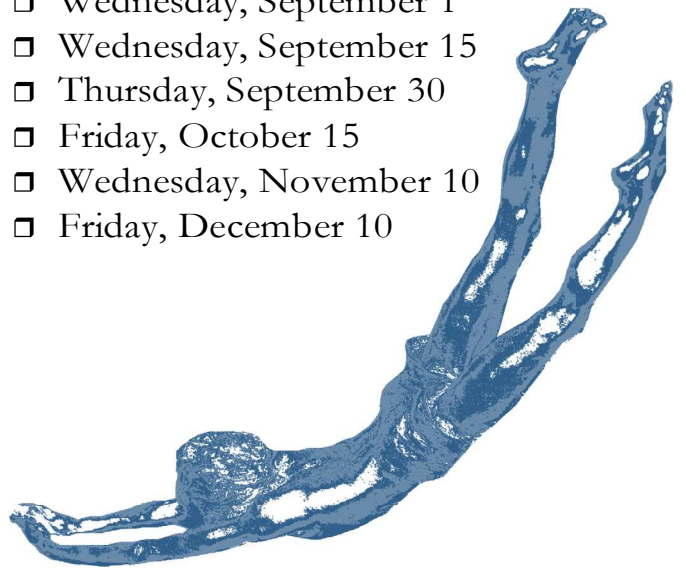 ❒ Wednesday, September 1
❒ Wednesday, September 15
❒ Thursday, September 30
❒ Friday, October 15
❒ Wednesday, November 10
❒ Friday, December 10